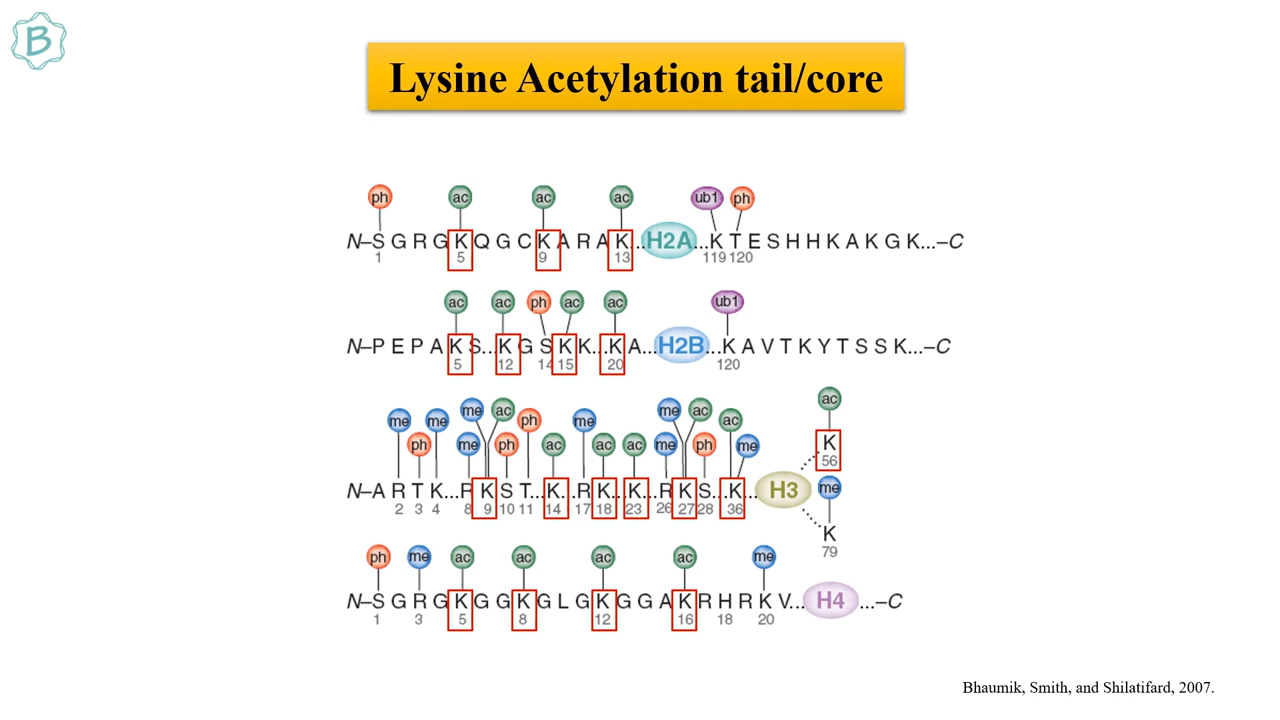 B
Lysine Acetylation tail/core
ph ac ac ac ub1 ph
N–S G R G K Q G C K A R A K... H2A ...K T E S H H K A K G K...–C
1 5 9 13 119 120
ac ac ph ac ac ub1
N–P E P A K S...K G S K K...K A... H2B ...K A V T K Y T S S K...–C
5 12 14 15 20 120
ac
me me me ac ph me me ac ac
K
56
ph me ph ac ac ac me ph me
N–A R T K...R K S T...K...R K...K...R K S...K... H3
me
2 3 4 8 9 10 11 14 17 18 23 26 27 28 36
K
79
ph me ac ac ac ac me
N–S G R G K G G K G L G K G G A K R H R K V... H4 ...–C
1 3 5 8 12 16 18 20
Bhaumik, Smith, and Shilatifard, 2007.